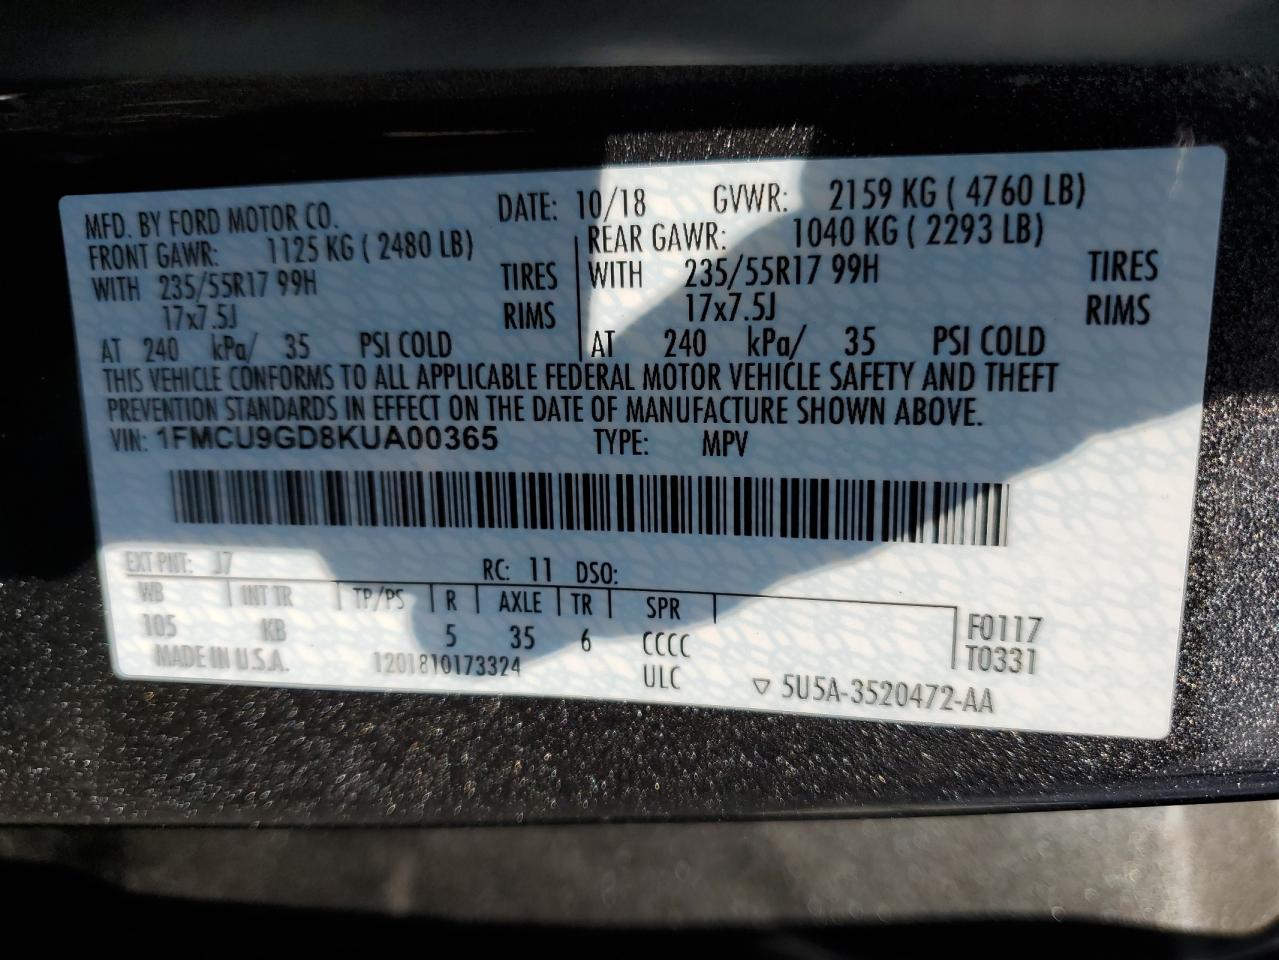 MFD. BY FORD MOTOR CO. DATE: 10/18 GVWR: 2159 KG ( 4760 LB)
FRONT GAWR: 1125 KG ( 2480 LB) REAR GAWR: 1040 KG ( 2293 LB)
WITH 235/55R17 99H TIRES WITH 235/55R17 99H TIRES
17x7.5J RIMS 17x7.5J RIMS
AT 240 kPa/ 35 PSI COLD AT 240 kPa/ 35 PSI COLD
THIS VEHICLE CONFORMS TO ALL APPLICABLE FEDERAL MOTOR VEHICLE SAFETY AND THEFT
PREVENTION STANDARDS IN EFFECT ON THE DATE OF MANUFACTURE SHOWN ABOVE.
VIN: 1FMCU9GD8KUA00365 TYPE: MPV
EXT PNT: J7 RC: 11 DSO:
WB INT TR TP/PS R AXLE TR SPR
105 KB 5 35 6 CCCC F0117
MADE IN U.S.A. 1201810173324 ULC T0331
▽ 5U5A-3520472-AA